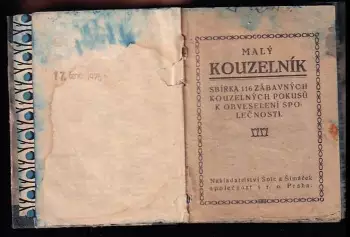 MALÝ
KOUZELNÍK
SBÍRKA 116 ZÁBAVNÝCH
KOUZELNÝCH POKUSŮ
K OBVESELENÍ SPO-
LEČNOSTI.
Nakladatelství Šolc a Šimáček
společnost s r. o. Praha.